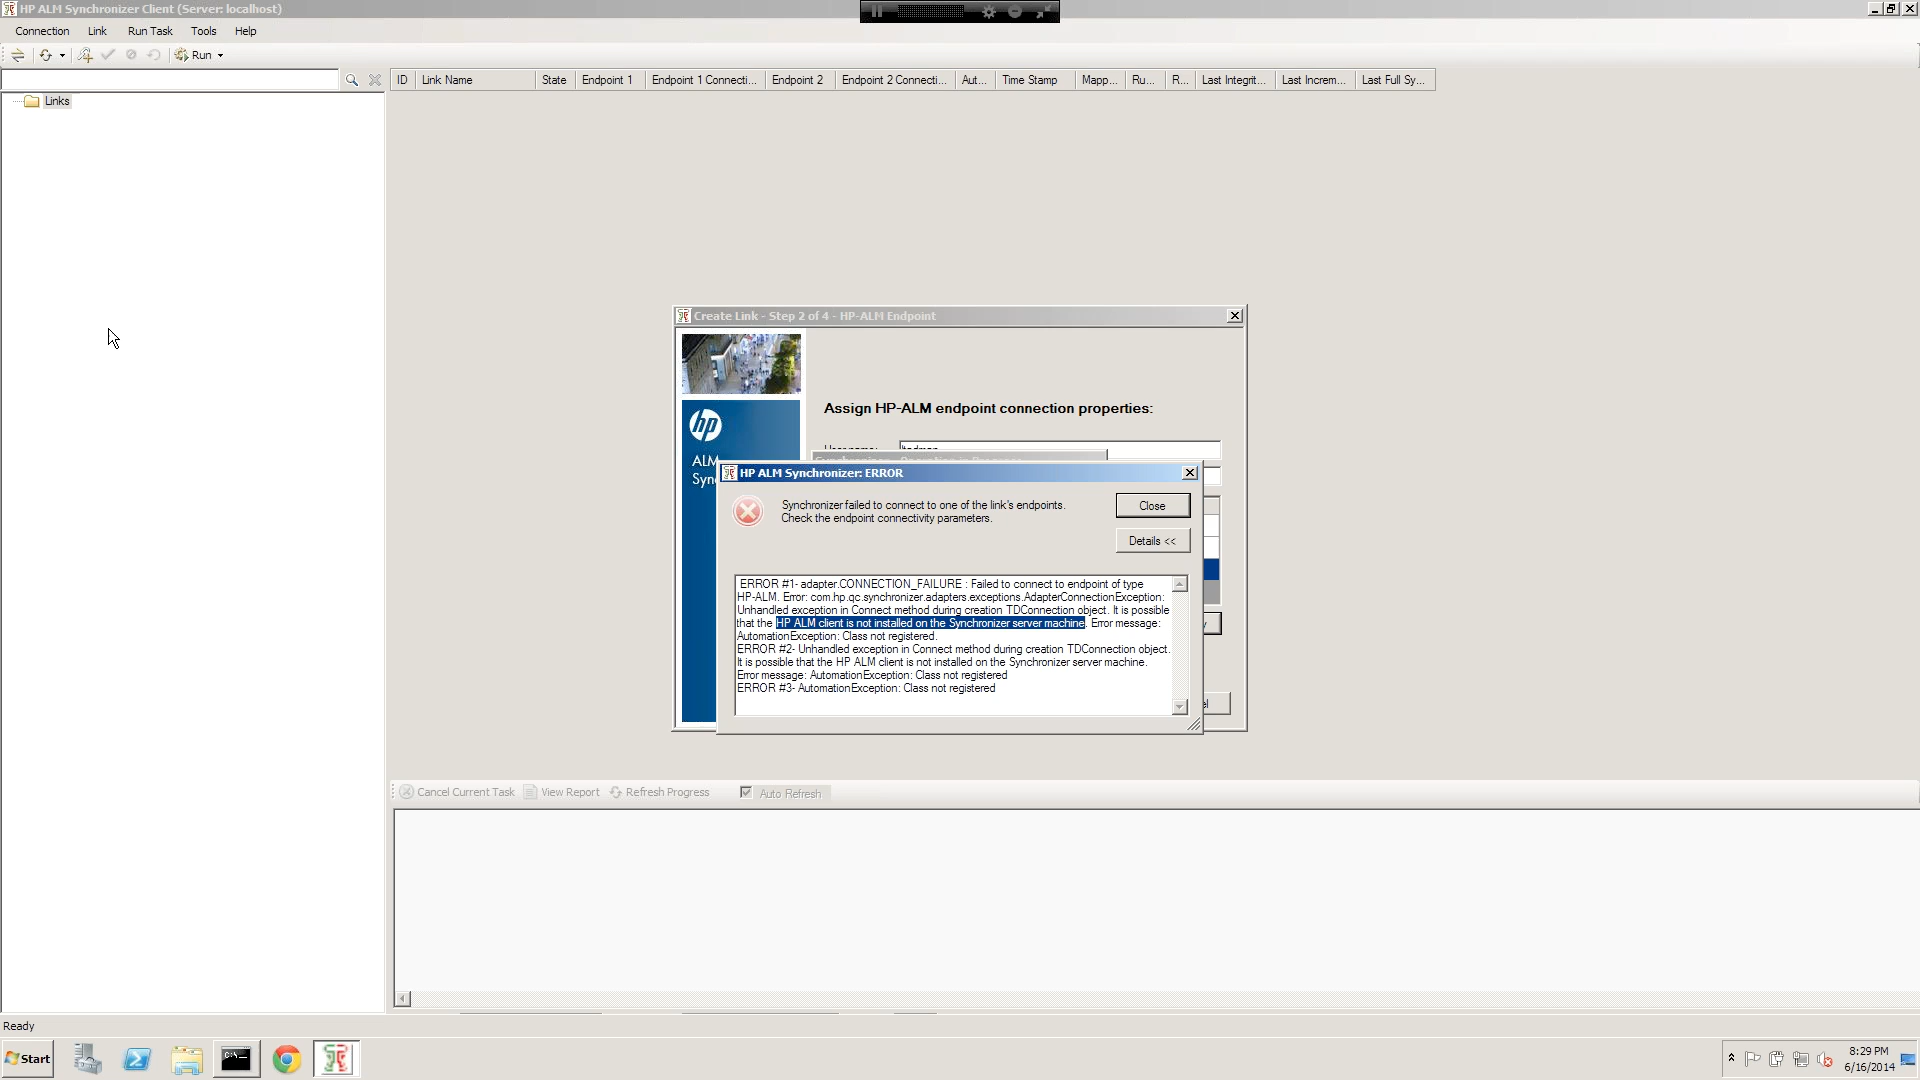 HP ALM Synchronizer Client (Server: localhost)
Connection Link Run Task Tools Help
Run
ID Link Name State Endpoint 1 Endpoint 1 Connecti... Endpoint 2 Endpoint 2 Connecti... Aut... Time Stamp Mapp... Ru... R... Last Integrit... Last Increm... Last Full Sy...
Links
Create Link - Step 2 of 4 - HP-ALM Endpoint
hp
ALM
Assign HP-ALM endpoint connection properties:
HP ALM Synchronizer: ERROR
Synchronizer failed to connect to one of the link's endpoints.
Check the endpoint connectivity parameters.
Close
Details <<
ERROR #1- adapter.CONNECTION_FAILURE : Failed to connect to endpoint of type
HP-ALM. Error: com.hp.qc.synchronizer.adapters.exceptions.AdapterConnectionException:
Unhandled exception in Connect method during creation TDConnection object. It is possible
that the HP ALM client is not installed on the Synchronizer server machine. Error message:
AutomationException: Class not registered.
ERROR #2- Unhandled exception in Connect method during creation TDConnection object.
It is possible that the HP ALM client is not installed on the Synchronizer server machine.
Error message: AutomationException: Class not registered
ERROR #3- AutomationException: Class not registered
Cancel Current Task View Report Refresh Progress Auto Refresh
Ready
Start
8:29 PM
6/16/2014